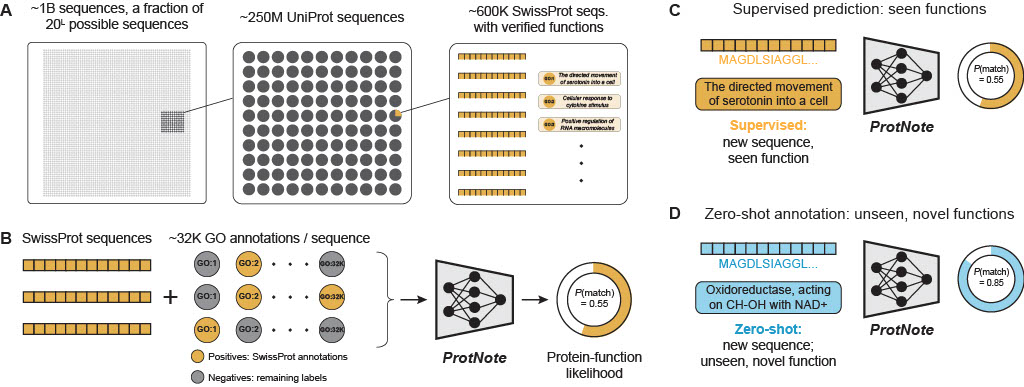 A
~1B sequences, a fraction of
20ᴸ possible sequences
~250M UniProt sequences
~600K SwissProt seqs.
with verified functions
GO:1
The directed movement
of serotonin into a cell
GO:2
Cellular response to
cytokine stimulus
GO:3
Positive regulation of
RNA macromolecules
B
SwissProt sequences
~32K GO annotations / sequence
+
GO:1 GO:2 GO:32K
GO:1 GO:2 GO:32K
GO:1 GO:2 GO:32K
Positives: SwissProt annotations
Negatives: remaining labels
ProtNote
P(match)
= 0.55
Protein-function
likelihood
C
Supervised prediction: seen functions
MAGDLSIAGGL...
The directed movement
of serotonin into a cell
Supervised:
new sequence,
seen function
ProtNote
P(match)
= 0.55
D
Zero-shot annotation: unseen, novel functions
MAGDLSIAGGL...
Oxidoreductase, acting
on CH-OH with NAD+
Zero-shot:
new sequence;
unseen, novel function
ProtNote
P(match)
= 0.85